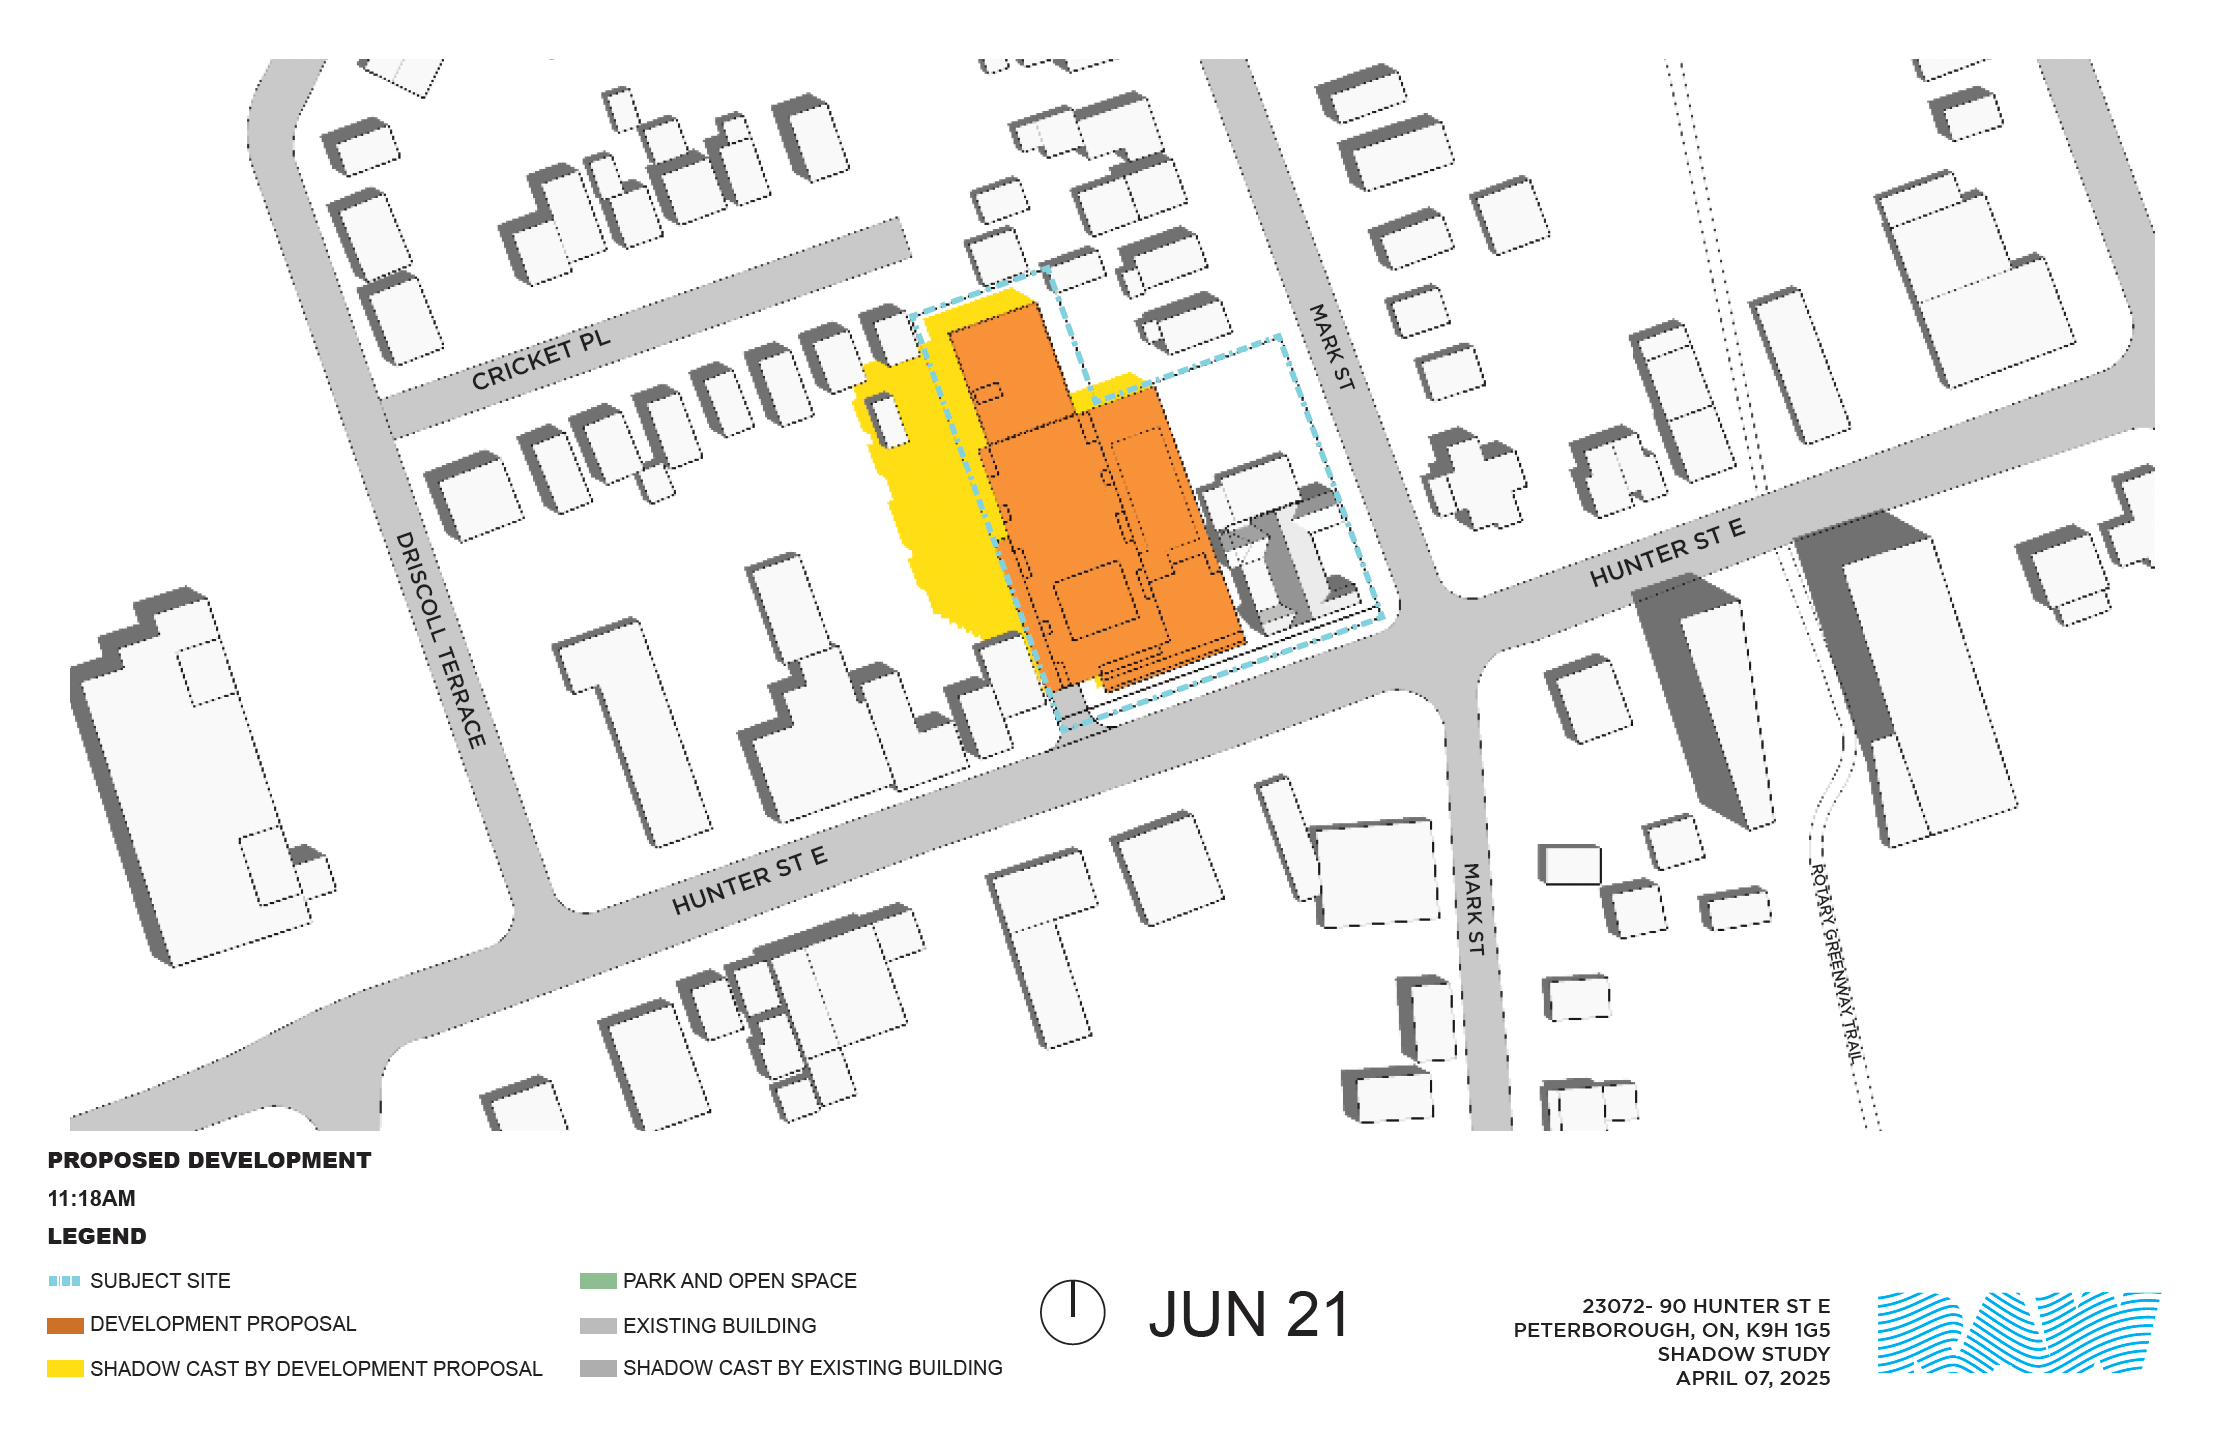 MARK ST
CRICKET PL
DRISCOLL TERRACE
HUNTER ST E
HUNTER ST E
MARK ST
ROTARY GREENWAY TRAIL
PROPOSED DEVELOPMENT
11:18AM
LEGEND
SUBJECT SITE
DEVELOPMENT PROPOSAL
SHADOW CAST BY DEVELOPMENT PROPOSAL
PARK AND OPEN SPACE
EXISTING BUILDING
SHADOW CAST BY EXISTING BUILDING
JUN 21
23072- 90 HUNTER ST E
PETERBOROUGH, ON, K9H 1G5
SHADOW STUDY
APRIL 07, 2025